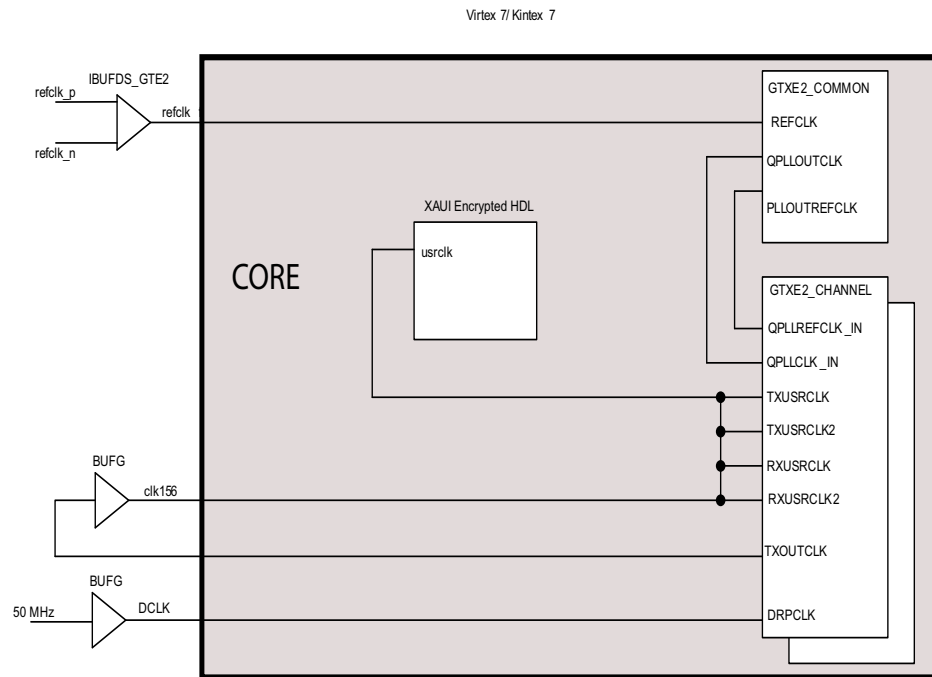 Virtex 7/ Kintex 7
IBUFDS_GTE2
refclk_p
refclk_n
refclk
GTXE2_COMMON
REFCLK
QPLLOUTCLK
PLLOUTREFCLK
XAUI Encrypted HDL
usrclk
CORE
GTXE2_CHANNEL
QPLLREFCLK_IN
QPLLCLK_IN
TXUSRCLK
TXUSRCLK2
RXUSRCLK
RXUSRCLK2
BUFG
clk156
TXOUTCLK
BUFG
50 MHz
DCLK
DRPCLK